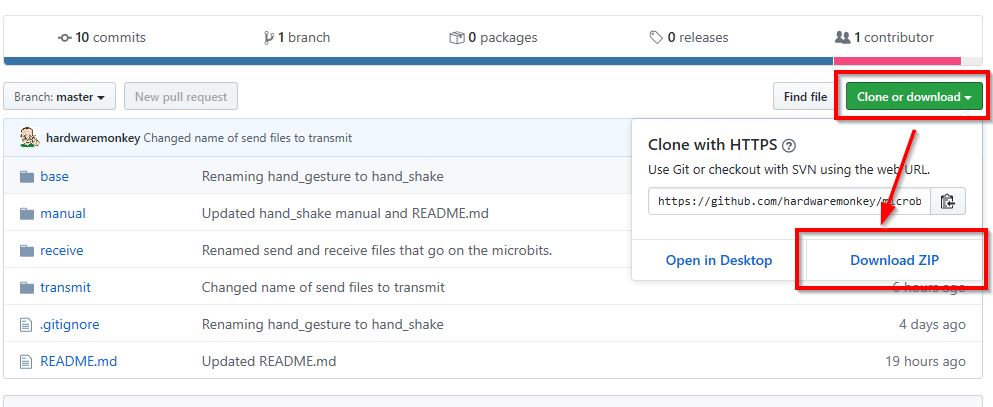 10 commits 1 branch 0 packages 0 releases 1 contributor
Branch: master New pull request Find file Clone or download
hardwaremonkey Changed name of send files to transmit
Clone with HTTPS ?
Use Git or checkout with SVN using the web URL.
https://github.com/hardwaremonkey/microb
Open in Desktop Download ZIP
base Renaming hand_gesture to hand_shake
manual Updated hand_shake manual and README.md
receive Renamed send and receive files that go on the microbits.
transmit Changed name of send files to transmit 6 hours ago
.gitignore Renaming hand_gesture to hand_shake 4 days ago
README.md Updated README.md 19 hours ago